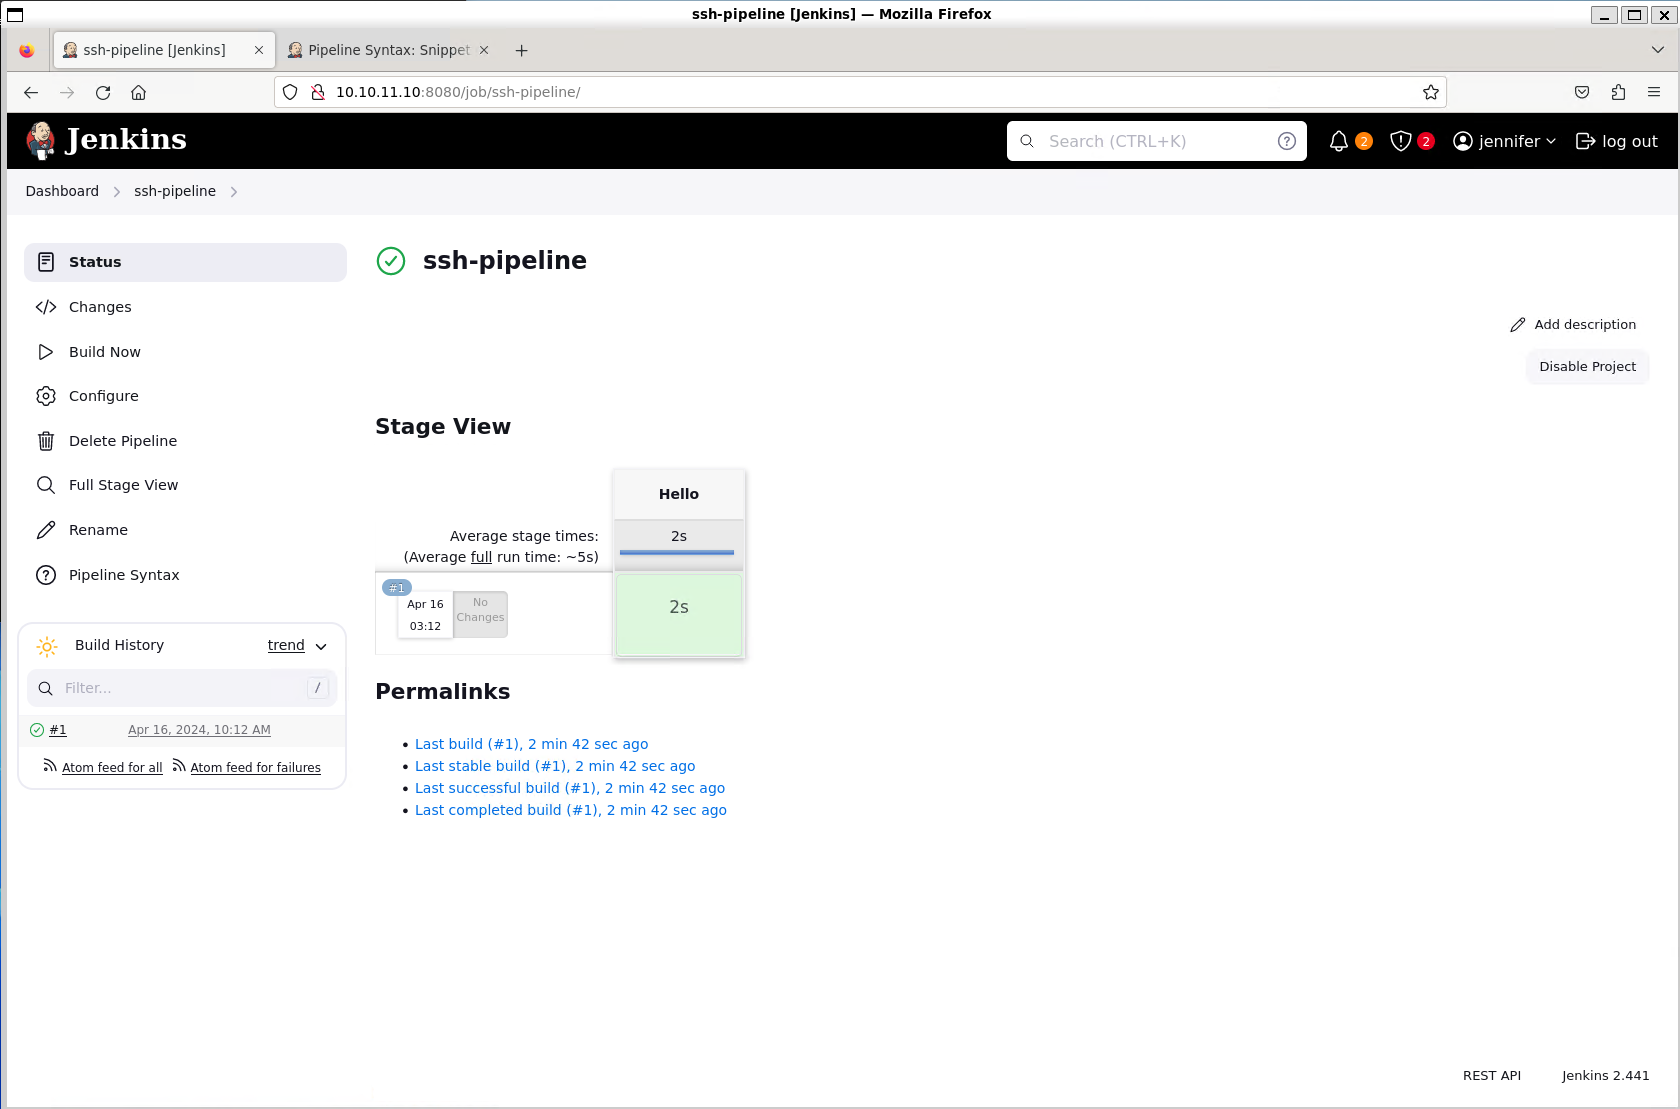 ssh-pipeline [Jenkins] — Mozilla Firefox
ssh-pipeline [Jenkins]
Pipeline Syntax: Snippet
10.10.11.10:8080/job/ssh-pipeline/
Jenkins
Search (CTRL+K)
2
2
jennifer
log out
Dashboard
ssh-pipeline
Status
Changes
Build Now
Configure
Delete Pipeline
Full Stage View
Rename
Pipeline Syntax
Build History
trend
Filter...
/
#1
Apr 16, 2024, 10:12 AM
Atom feed for all
Atom feed for failures
ssh-pipeline
Add description
Disable Project
Stage View
Hello
Average stage times:
(Average full run time: ~5s)
2s
#1
Apr 16
03:12
No
Changes
2s
Permalinks
• Last build (#1), 2 min 42 sec ago
• Last stable build (#1), 2 min 42 sec ago
• Last successful build (#1), 2 min 42 sec ago
• Last completed build (#1), 2 min 42 sec ago
REST API
Jenkins 2.441